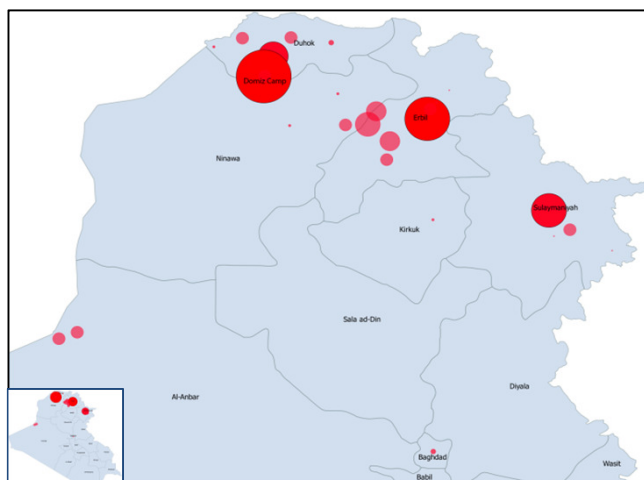 Duhok
Domiz Camp
Erbil
Ninawa
Sulaymaniyah
Kirkuk
Sala ad-Din
Al-Anbar
Diyala
Baghdad
Wasit
Babil